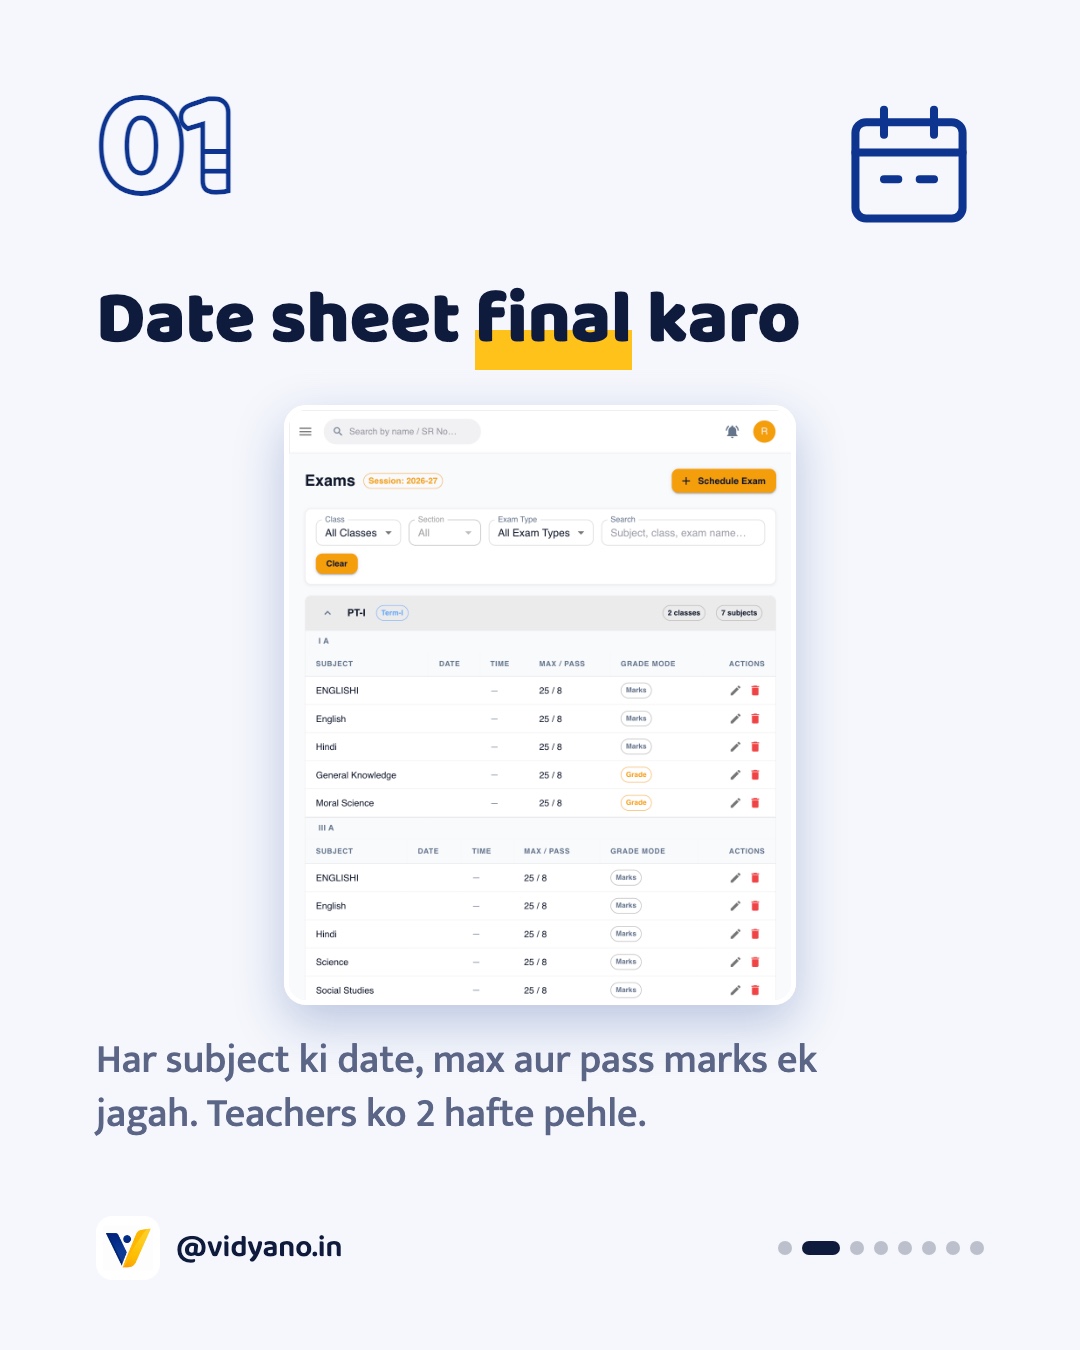 01
Date sheet final karo
Search by name / SR No...
R
Exams Session: 2026-27 + Schedule Exam
Class Section Exam Type Search
All Classes All All Exam Types Subject, class, exam name...
Clear
PT-I Term-I 2 classes 7 subjects
I A
SUBJECT DATE TIME MAX / PASS GRADE MODE ACTIONS
ENGLISHI – 25 / 8 Marks
English – 25 / 8 Marks
Hindi – 25 / 8 Marks
General Knowledge – 25 / 8 Grade
Moral Science – 25 / 8 Grade
III A
SUBJECT DATE TIME MAX / PASS GRADE MODE ACTIONS
ENGLISHI – 25 / 8 Marks
English – 25 / 8 Marks
Hindi – 25 / 8 Marks
Science – 25 / 8 Marks
Social Studies – 25 / 8 Marks
Har subject ki date, max aur pass marks ek
jagah. Teachers ko 2 hafte pehle.
@vidyano.in